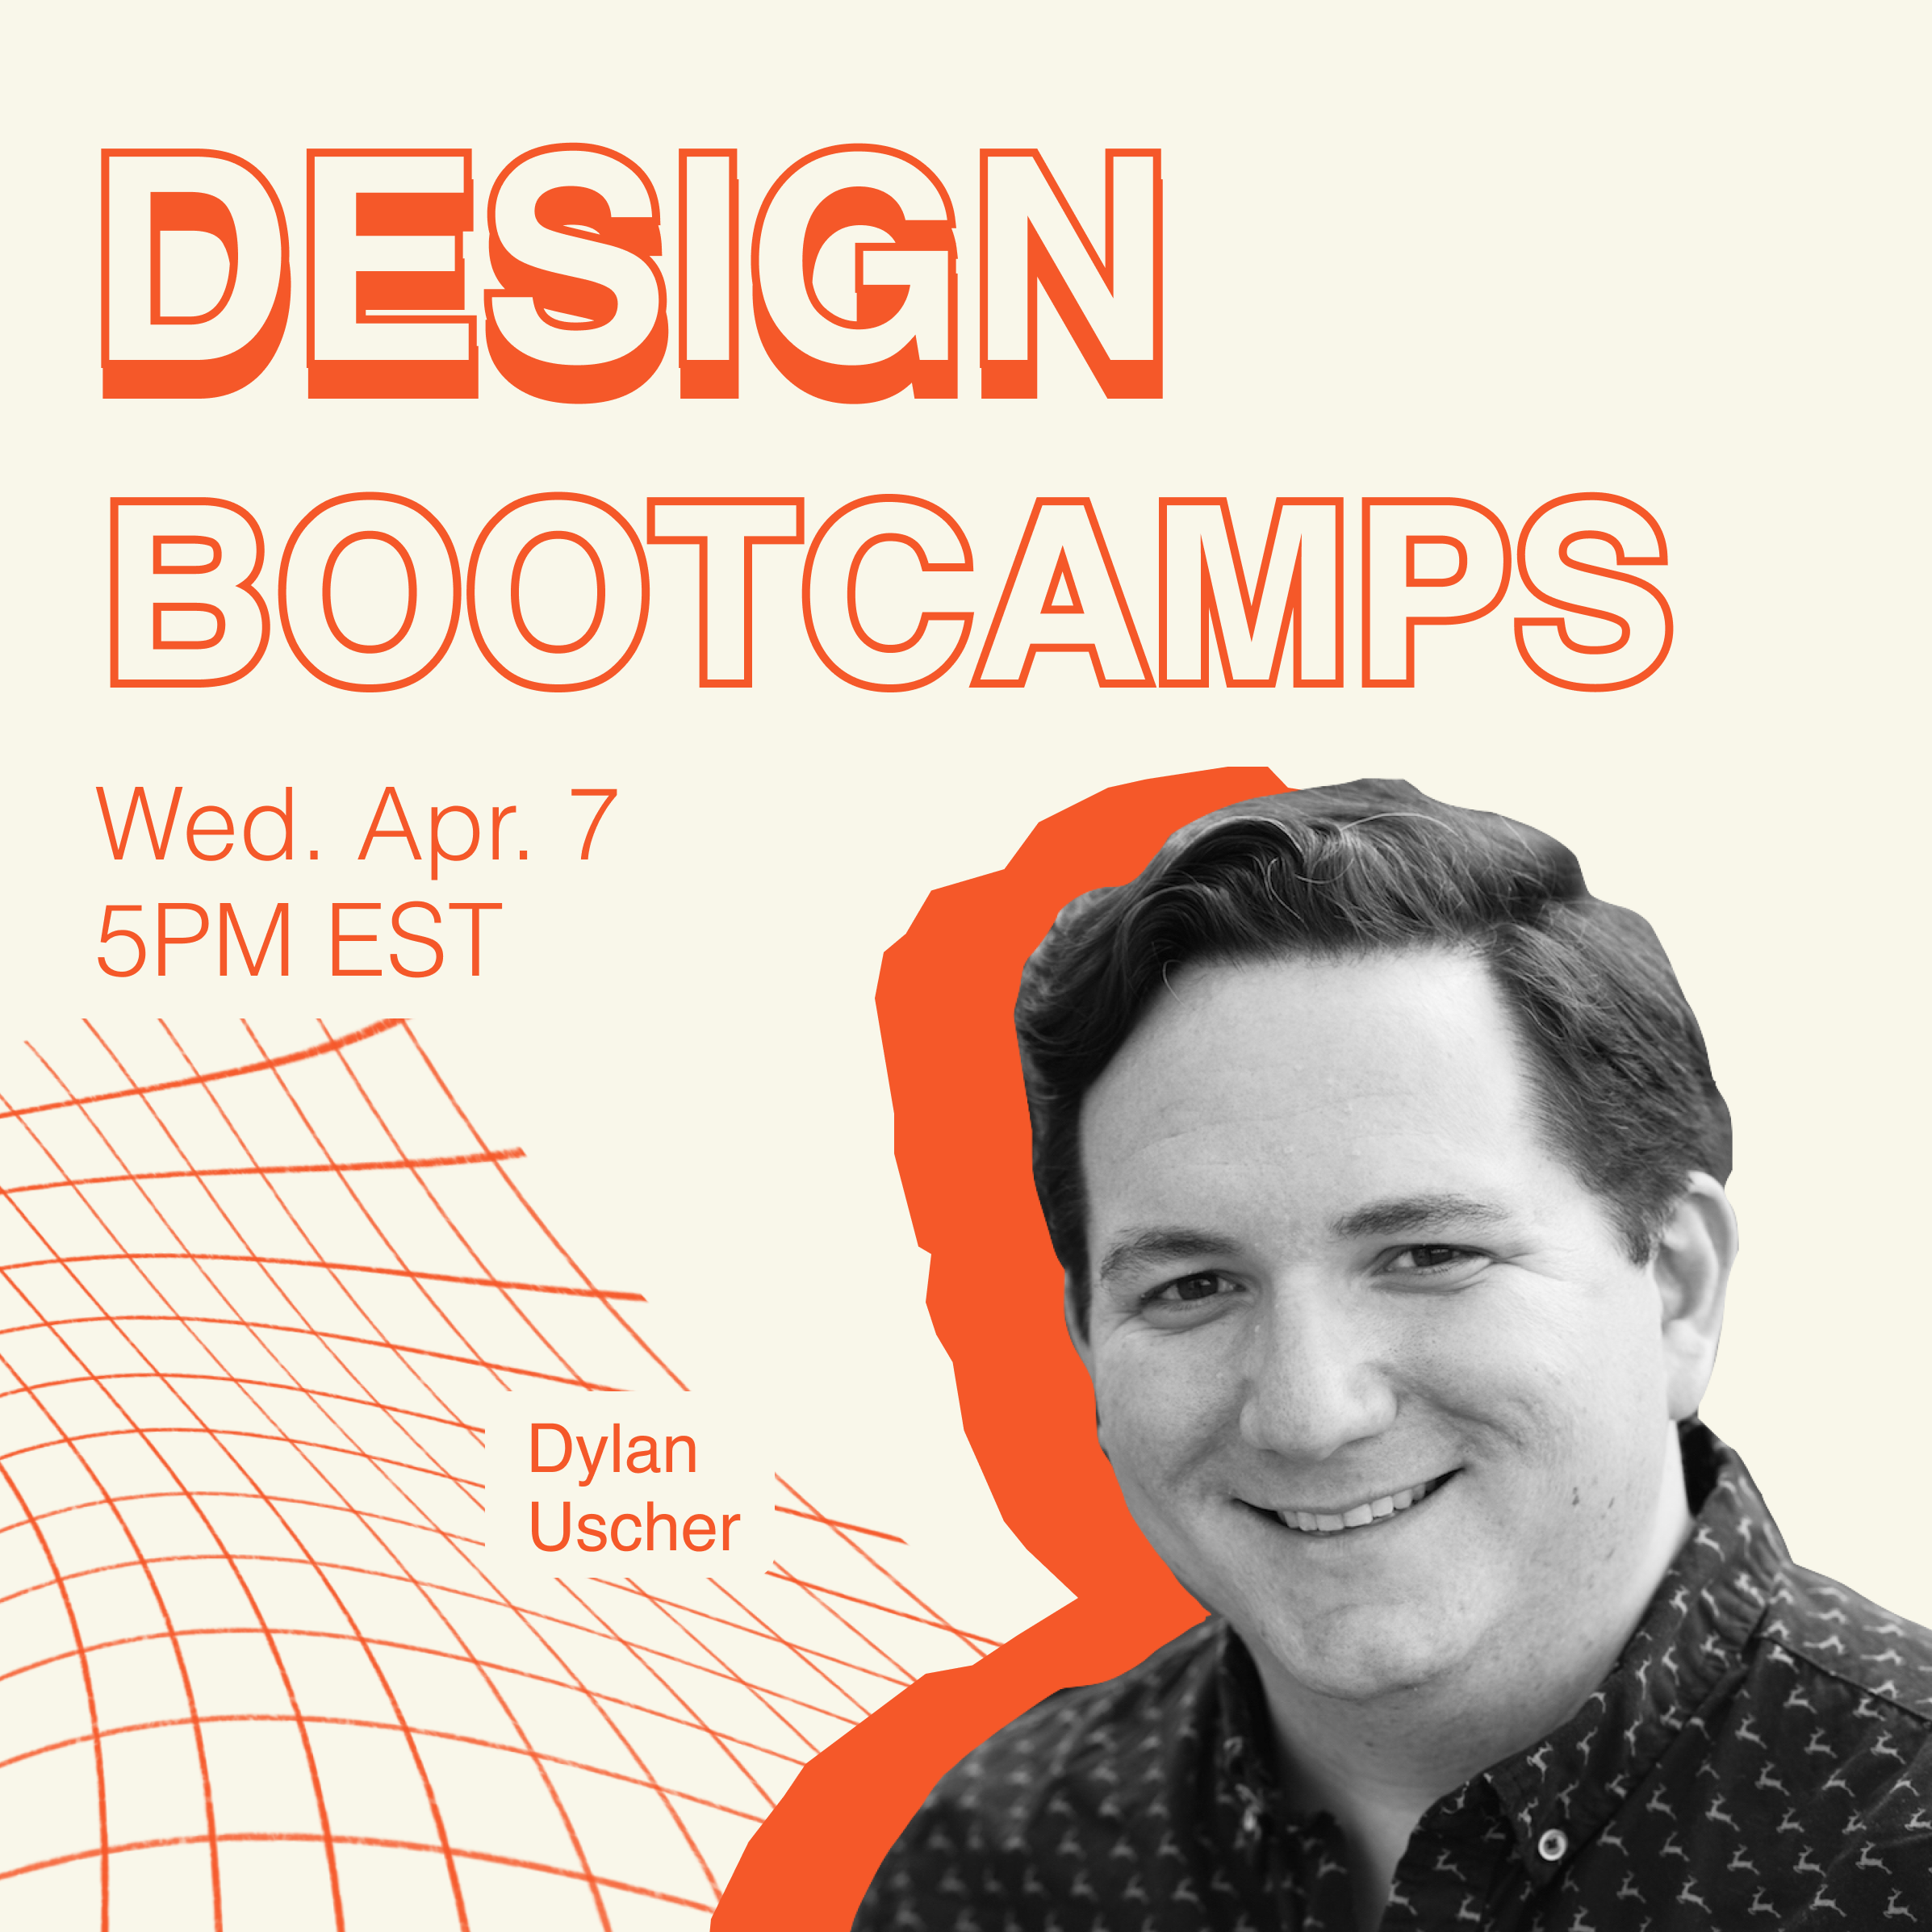 DESIGN
BOOTCAMPS
Wed. Apr. 7
5PM EST
Dylan
Uscher